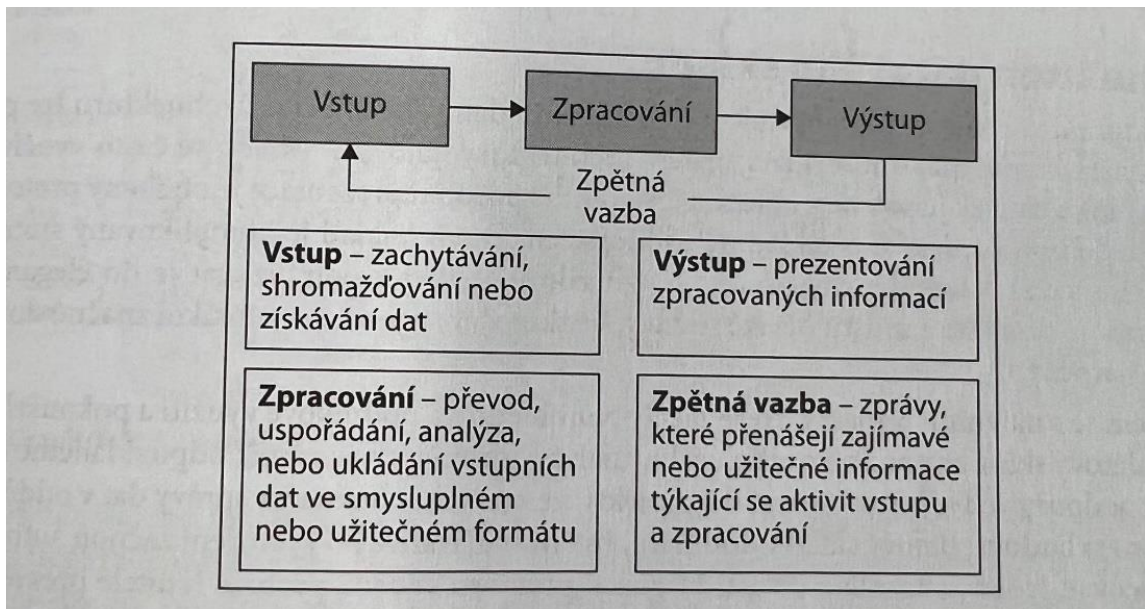 Vstup
Zpracování
Výstup
Zpětná
vazba
Vstup – zachytávání,
shromažďování nebo
získávání dat
Výstup – prezentování
zpracovaných informací
Zpracování – převod,
uspořádání, analýza,
nebo ukládání vstupních
dat ve smysluplném
nebo užitečném formátu
Zpětná vazba – zprávy,
které přenášejí zajímavé
nebo užitečné informace
týkající se aktivit vstupu
a zpracování